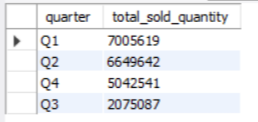 quarter total_sold_quantity
Q1 7005619
Q2 6649642
Q4 5042541
Q3 2075087